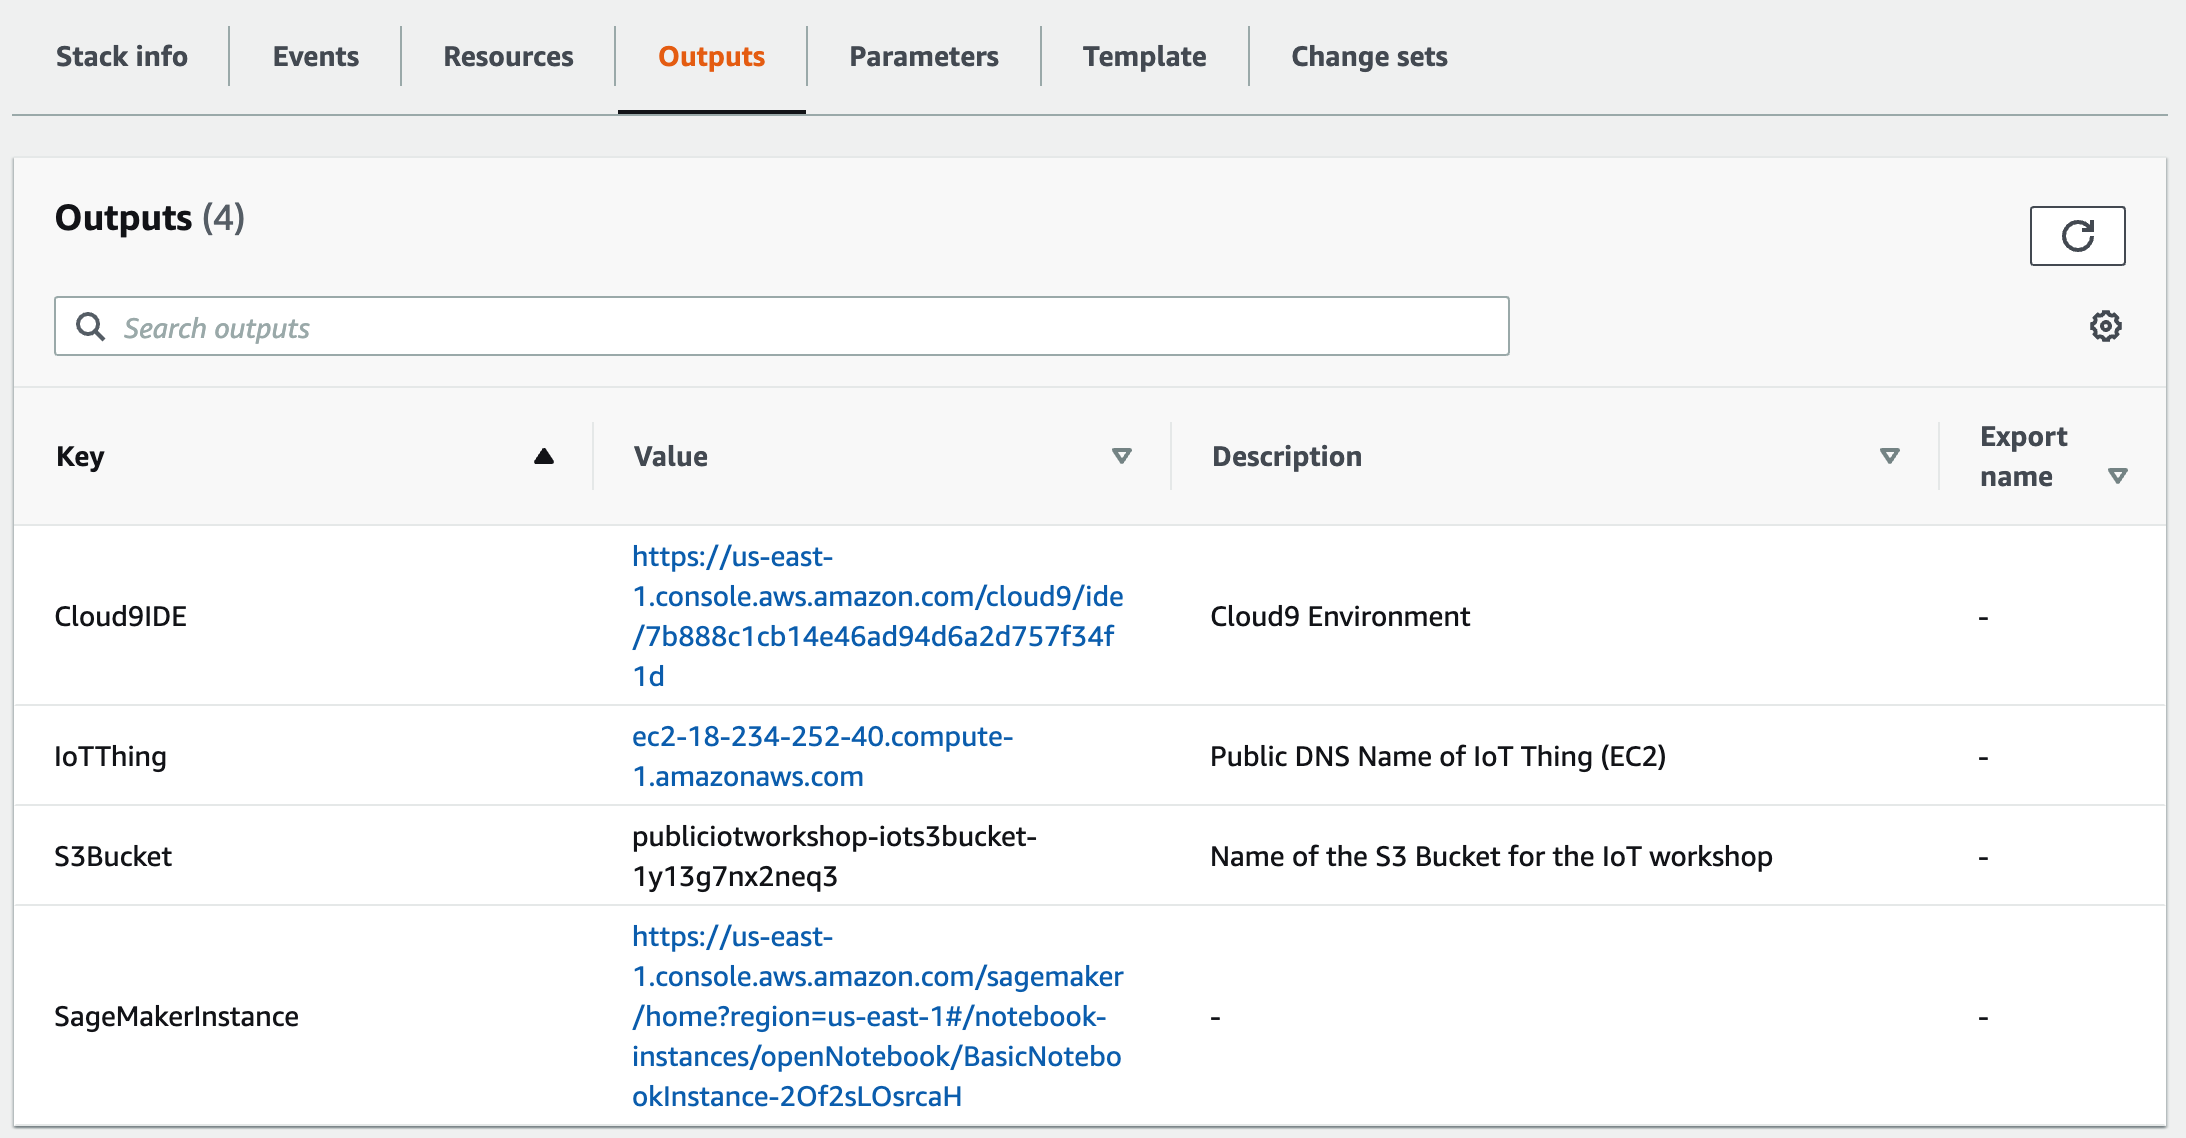 Stack info
Events
Resources
Outputs
Parameters
Template
Change sets
Outputs (4)
Search outputs
Key
Value
Description
Export
name
Cloud9IDE
https://us-east-
1.console.aws.amazon.com/cloud9/ide
/7b888c1cb14e46ad94d6a2d757f34f
1d
Cloud9 Environment
-
IoTThing
ec2-18-234-252-40.compute-
1.amazonaws.com
Public DNS Name of IoT Thing (EC2)
-
S3Bucket
publiciotworkshop-iots3bucket-
1y13g7nx2neq3
Name of the S3 Bucket for the IoT workshop
-
SageMakerInstance
https://us-east-
1.console.aws.amazon.com/sagemaker
/home?region=us-east-1#/notebook-
instances/openNotebook/BasicNotebo
okInstance-2Of2sLOsrcaH
-
-